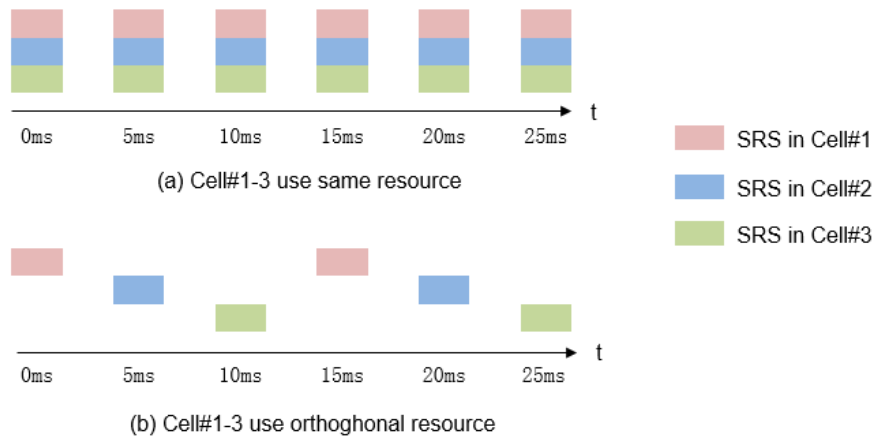 t
0ms 5ms 10ms 15ms 20ms 25ms
(a) Cell#1-3 use same resource
SRS in Cell#1
SRS in Cell#2
SRS in Cell#3
t
0ms 5ms 10ms 15ms 20ms 25ms
(b) Cell#1-3 use orthoghonal resource